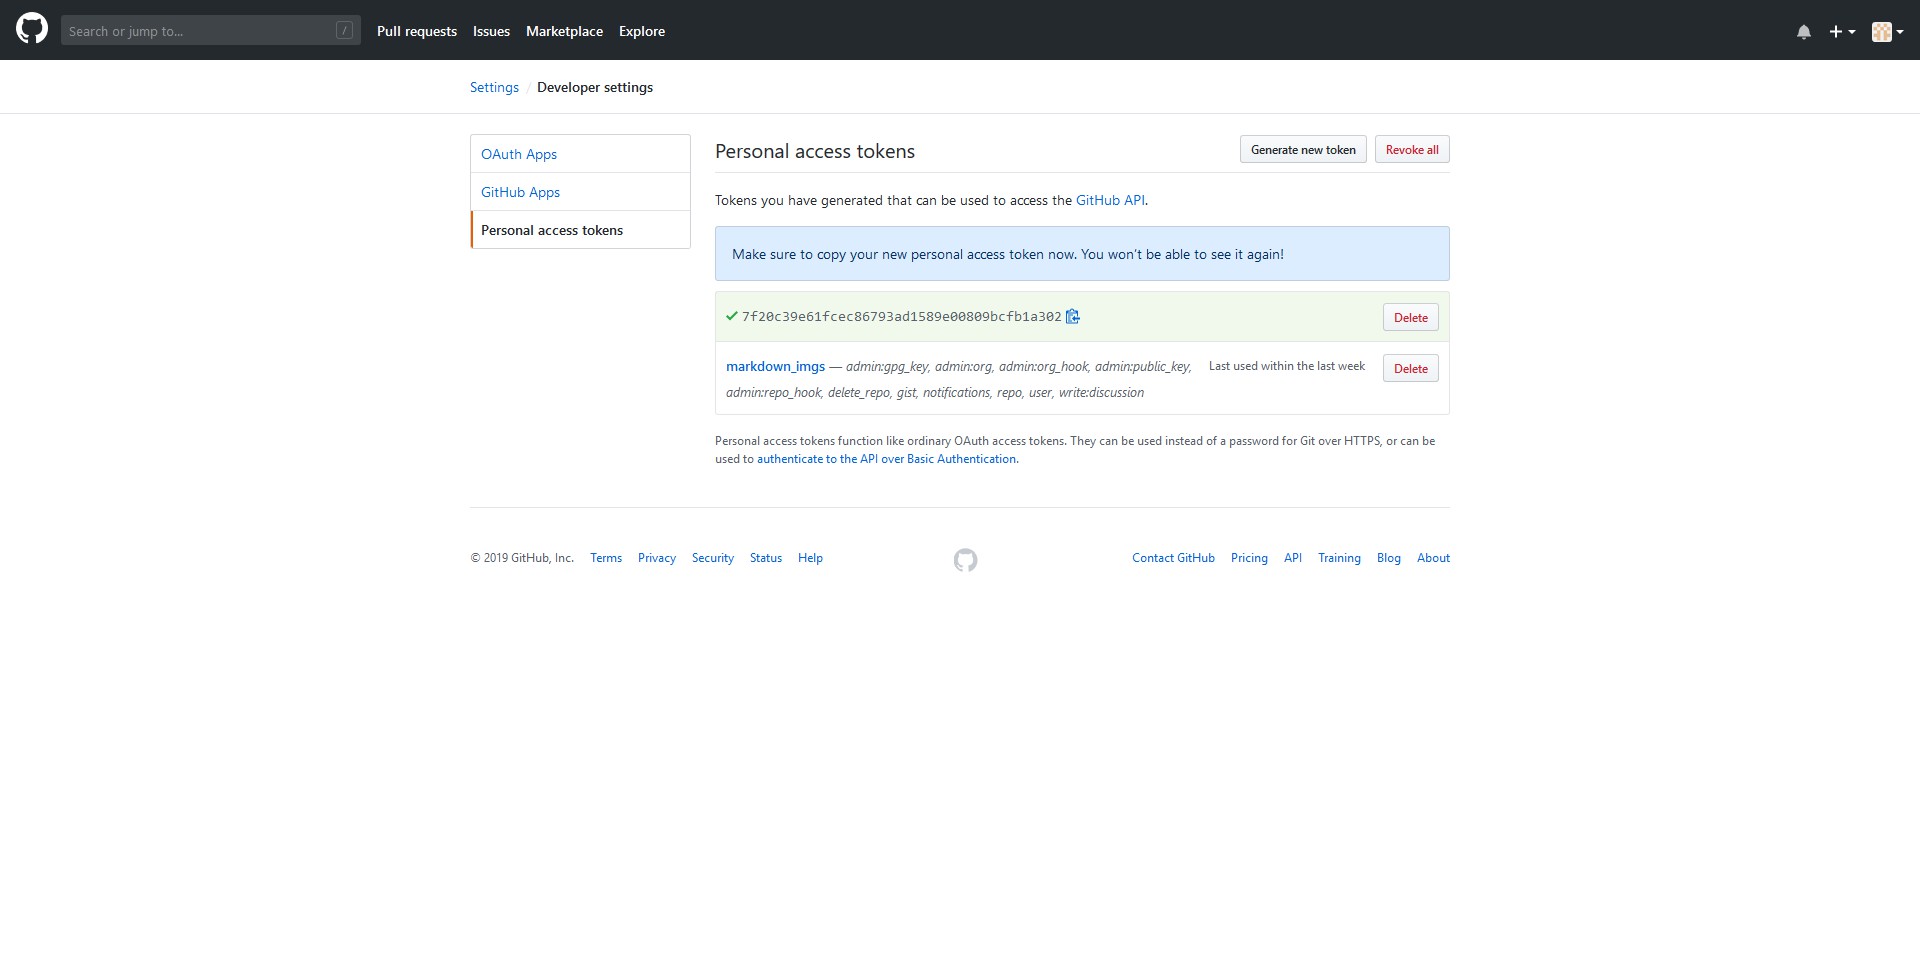 Search or jump to...
/
Pull requests
Issues
Marketplace
Explore
Settings / Developer settings
OAuth Apps
GitHub Apps
Personal access tokens
Personal access tokens
Generate new token
Revoke all
Tokens you have generated that can be used to access the GitHub API.
Make sure to copy your new personal access token now. You won't be able to see it again!
7f20c39e61fcec86793ad1589e00809bcfb1a302
Delete
markdown_imgs — admin:gpg_key, admin:org, admin:org_hook, admin:public_key,
admin:repo_hook, delete_repo, gist, notifications, repo, user, write:discussion
Last used within the last week
Delete
Personal access tokens function like ordinary OAuth access tokens. They can be used instead of a password for Git over HTTPS, or can be
used to authenticate to the API over Basic Authentication.
© 2019 GitHub, Inc.
Terms
Privacy
Security
Status
Help
Contact GitHub
Pricing
API
Training
Blog
About